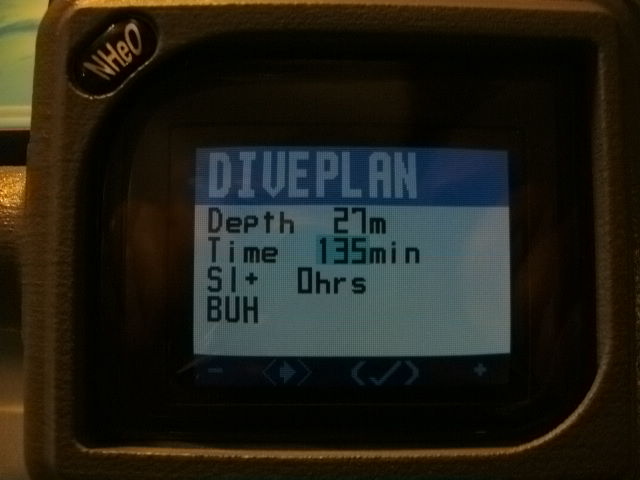 NHeO
DIVEPLAN
Depth 27m
Time 135min
SI+ 0hrs
BUH
- +